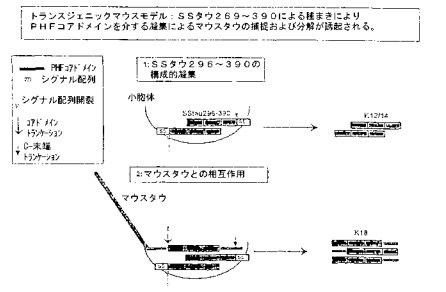 トランスジェニックマウスモデル：ＳＳタウ２６９～３９０による種まきにより
ＰＨＦコアドメインを介する凝集によるマウスタウの捕捉および分解が誘起される。
PHFコアドメイン
シグナル配列
シグナル配列開裂
コアドメイン
トランケーション
C-末端
トランケーション
1:ＳＳタウ２９６～３９０の
構成的凝集
小胞体
SStau296-390
K12/14
2:マウスタウとの相互作用
マウスタウ
K18